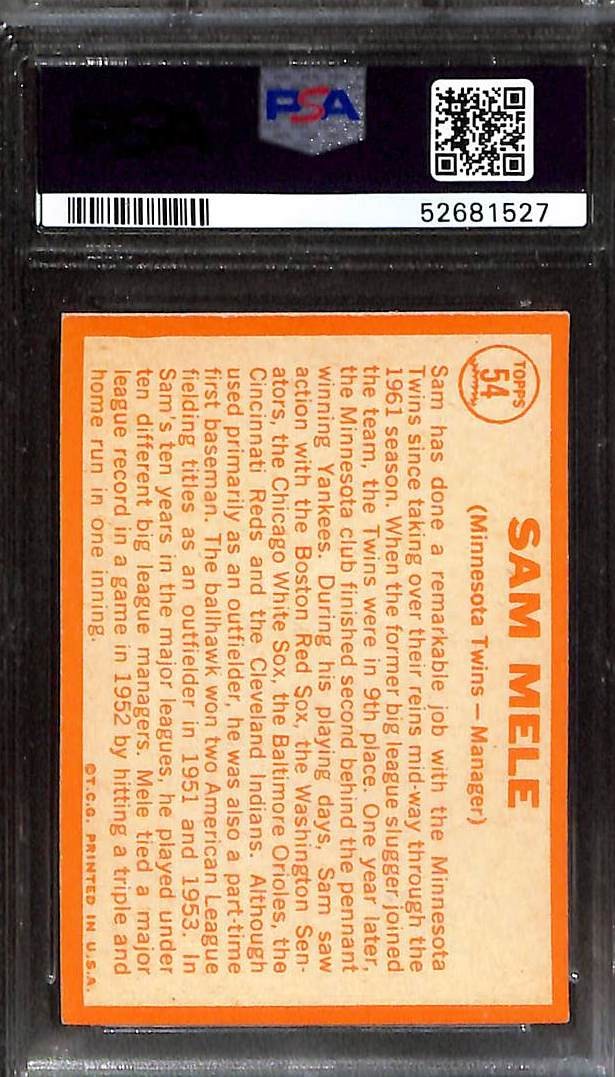 PSA
52681527
TOPPS
54
SAM MELE
(Minnesota Twins — Manager)
Sam has done a remarkable job with the Minnesota
Twins since taking over their reins mid-way through the
1961 season. When the former big league slugger joined
the team, the Twins were in 9th place. One year later,
the Minnesota club finished second behind the pennant
winning Yankees. During his playing days, Sam saw
action with the Boston Red Sox, the Washington Sen-
ators, the Chicago White Sox, the Baltimore Orioles, the
Cincinnati Reds and the Cleveland Indians. Although
used primarily as an outfielder, he was also a part-time
first baseman. The ballhawk won two American League
fielding titles as an outfielder in 1951 and 1953. In
Sam's ten years in the major leagues, he played under
ten different big league managers. Mele tied a major
league record in a game in 1952 by hitting a triple and
home run in one inning.
©T.C.G. PRINTED IN U.S.A.